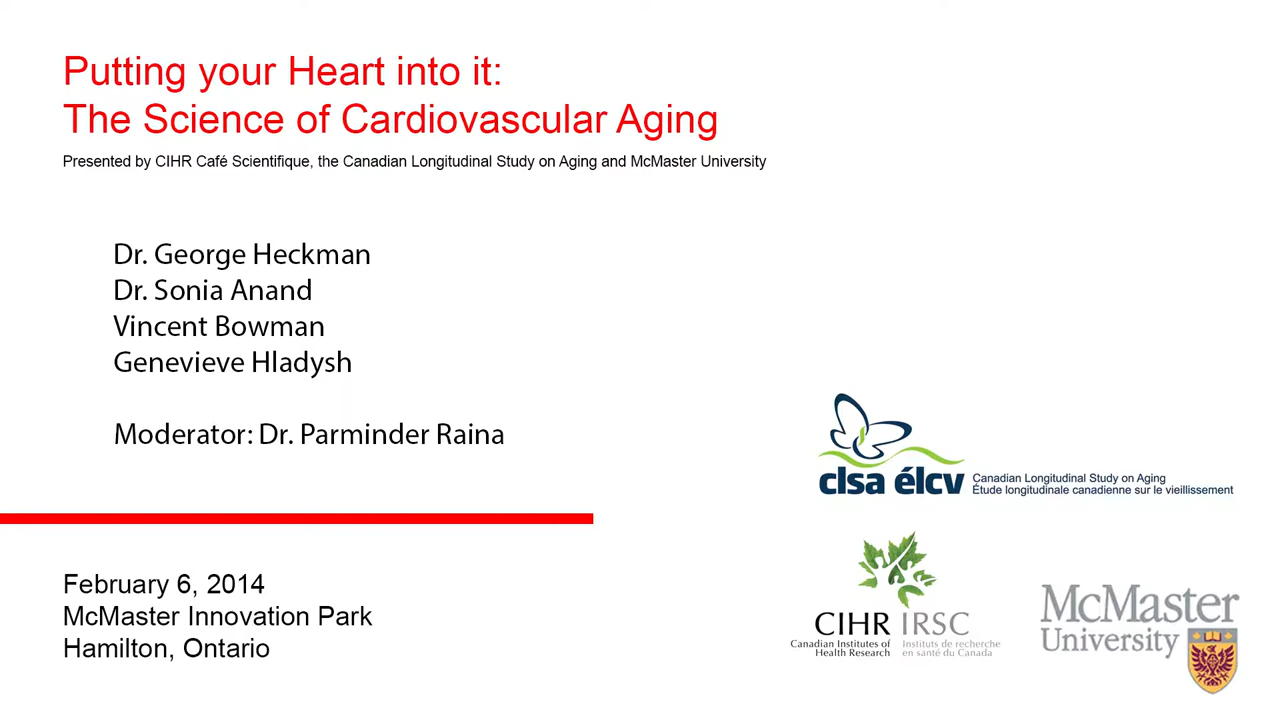 Putting your Heart into it:
The Science of Cardiovascular Aging
Presented by CIHR Café Scientifique, the Canadian Longitudinal Study on Aging and McMaster University
Dr. George Heckman
Dr. Sonia Anand
Vincent Bowman
Genevieve Hladysh
Moderator: Dr. Parminder Raina
clsa élcv
Canadian Longitudinal Study on Aging
Étude longitudinale canadienne sur le vieillissement
February 6, 2014
McMaster Innovation Park
Hamilton, Ontario
CIHR IRSC
Canadian Institutes of Health Research
Instituts de recherche en santé du Canada
McMaster
University